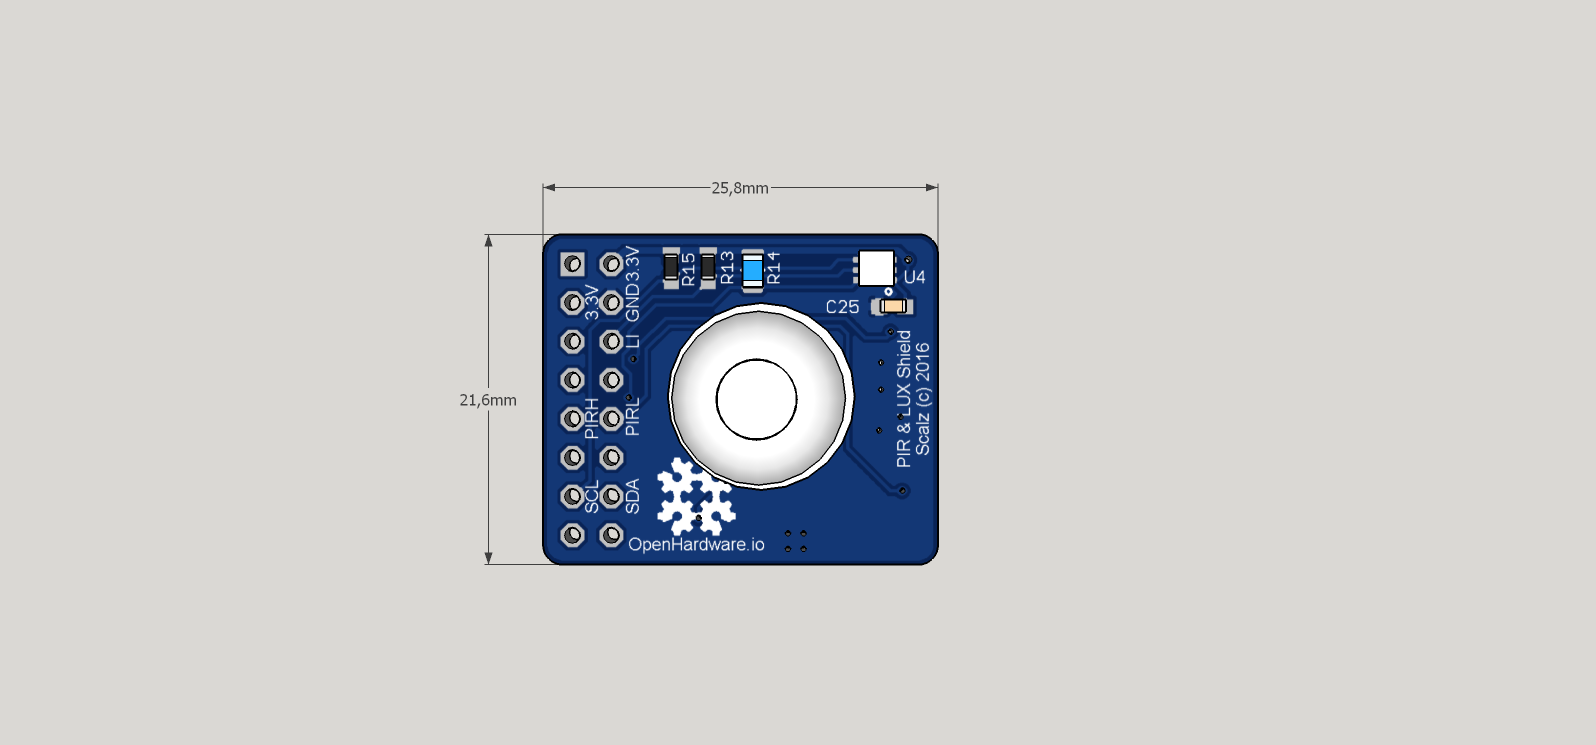 25,8mm
21,6mm
3.3V
R15
R13
R14
U4
3.3V
GND
C25
LI
PIRH
PIRL
PIR & LUX Shield
Scalz (c) 2016
SCL
SDA
OpenHardware.io